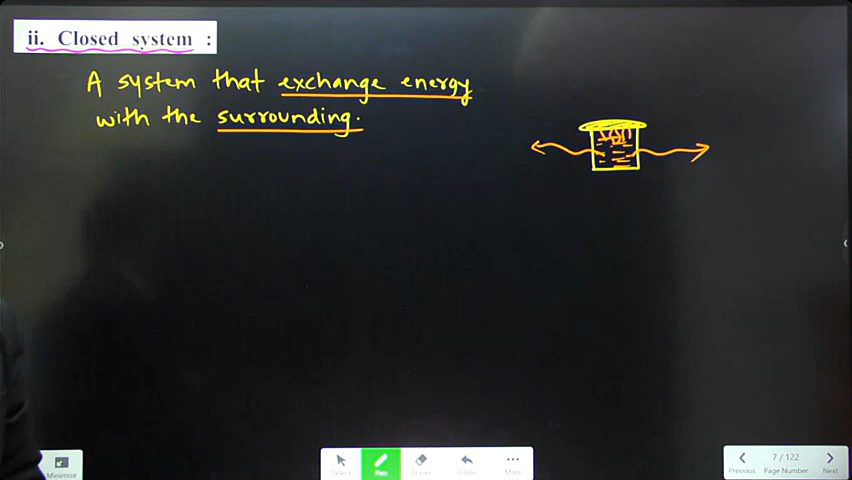 ii. Closed system :
A system that exchange energy
with the surrounding.
Minimize
Select
Pen
Eraser
Undo
More
Previous
7 / 122
Page Number
Next